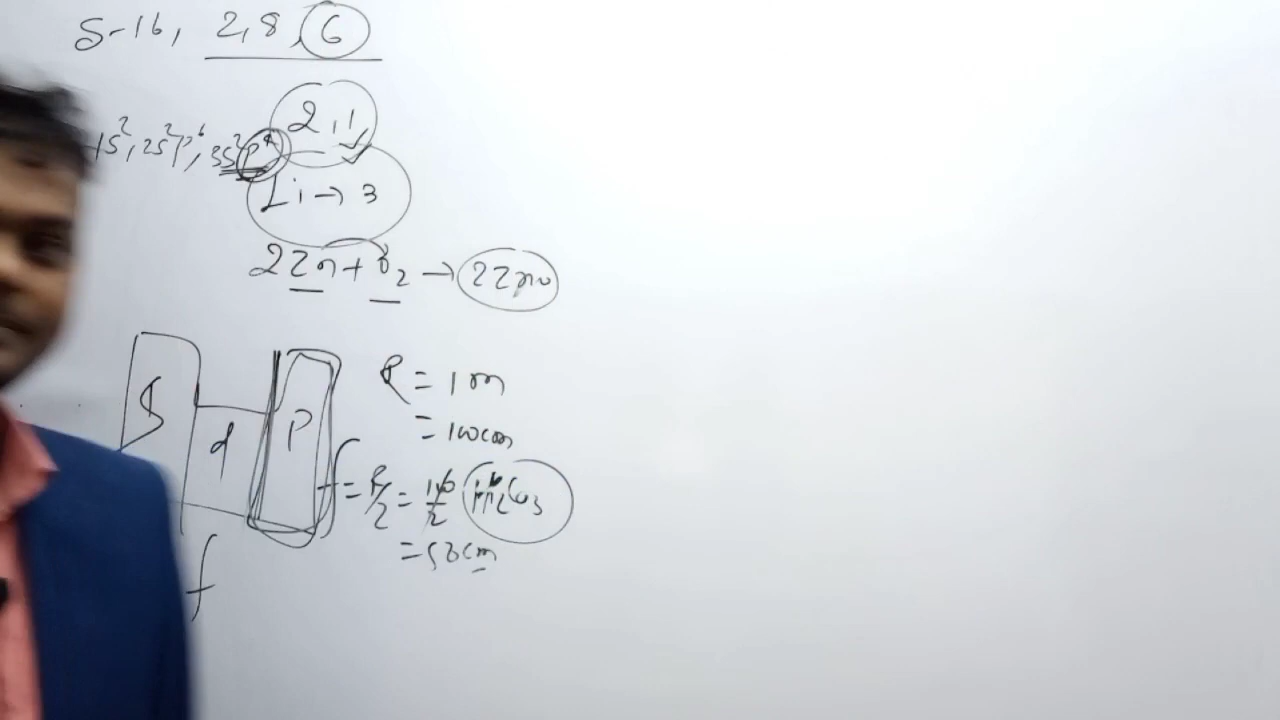 S-16, 2,8,6
2,1
1S², 2S²P⁶, 3S²P⁴
Li → 3
2Zn + O₂ → 2Zno
S
d
P
f
R = 1m
= 100cm
f = R/2 = 100/2
H₂Co₃
= 50cm